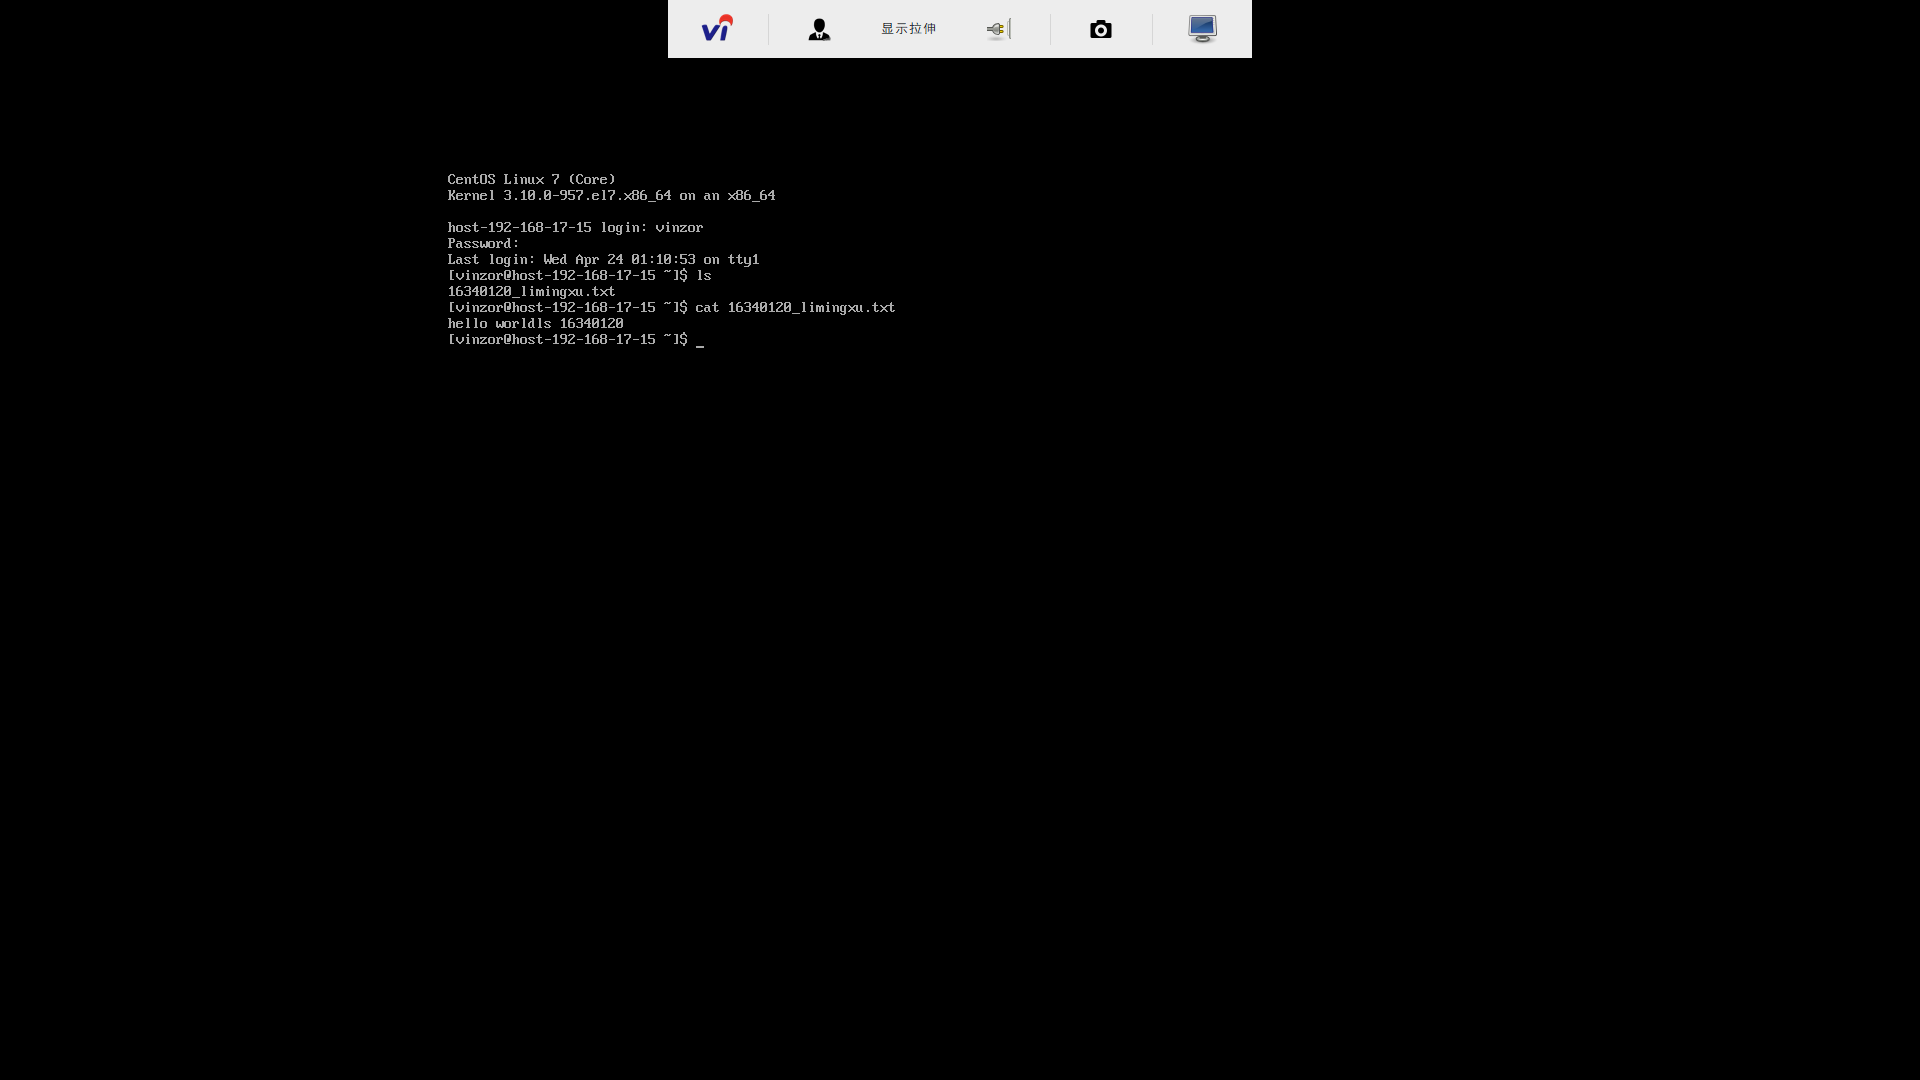 vi
显示拉伸
CentOS Linux 7 (Core)
Kernel 3.10.0-957.el7.x86_64 on an x86_64
host-192-168-17-15 login: vinzor
Password:
Last login: Wed Apr 24 01:10:53 on tty1
[vinzor@host-192-168-17-15 ~]$ ls
16340120_limingxu.txt
[vinzor@host-192-168-17-15 ~]$ cat 16340120_limingxu.txt
hello worldls 16340120
[vinzor@host-192-168-17-15 ~]$ _